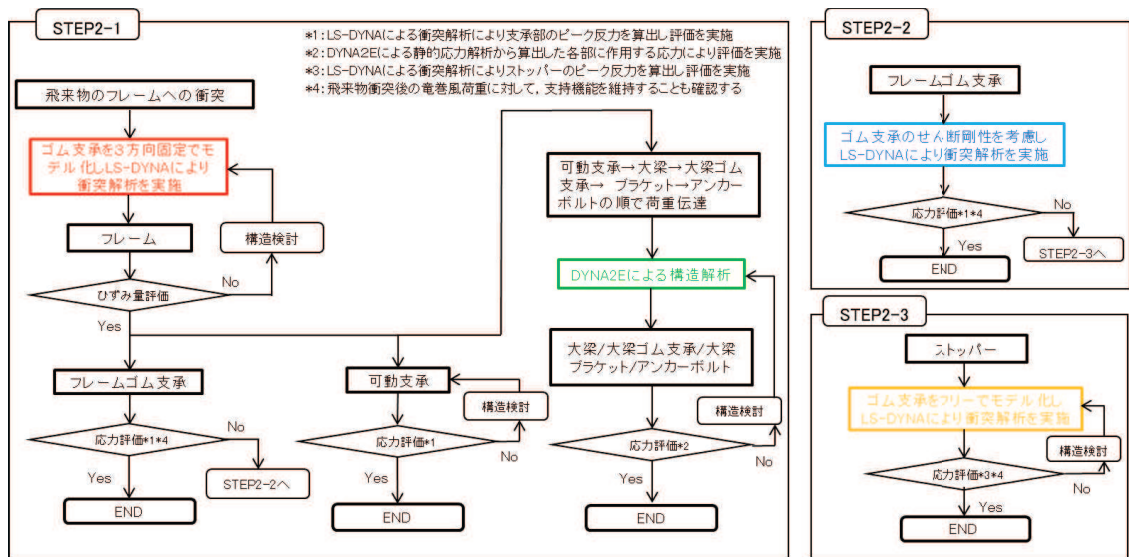 STEP2-1
*1:LS-DYNAによる衝突解析により支承部のピーク反力を算出し評価を実施
*2:DYNA2Eによる静的応力解析から算出した各部に作用する応力により評価を実施
*3:LS-DYNAによる衝突解析によりストッパーのピーク反力を算出し評価を実施
*4:飛来物衝突後の竜巻風荷重に対して，支持機能を維持することも確認する
飛来物のフレームへの衝突
ゴム支承を3方向固定でモ
デル化しLS-DYNAにより
衝突解析を実施
フレーム
構造検討
ひずみ量評価
No
Yes
フレームゴム支承
応力評価*1*4
No
Yes
STEP2-2へ
END
可動支承
構造検討
応力評価*1
No
Yes
END
可動支承→大梁→大梁ゴム
支承→ ブラケット→アンカー
ボルトの順で荷重伝達
DYNA2Eによる構造解析
大梁/大梁ゴム支承/大梁
ブラケット/アンカーボルト
構造検討
応力評価*2
No
Yes
END
STEP2-2
フレームゴム支承
ゴム支承のせん断剛性を考慮し
LS-DYNAにより衝突解析を実施
応力評価*1*4
No
Yes
STEP2-3へ
END
STEP2-3
ストッパー
ゴム支承をフリーでモデル化し
LS-DYNAにより衝突解析を実施
構造検討
応力評価*3*4
No
Yes
END